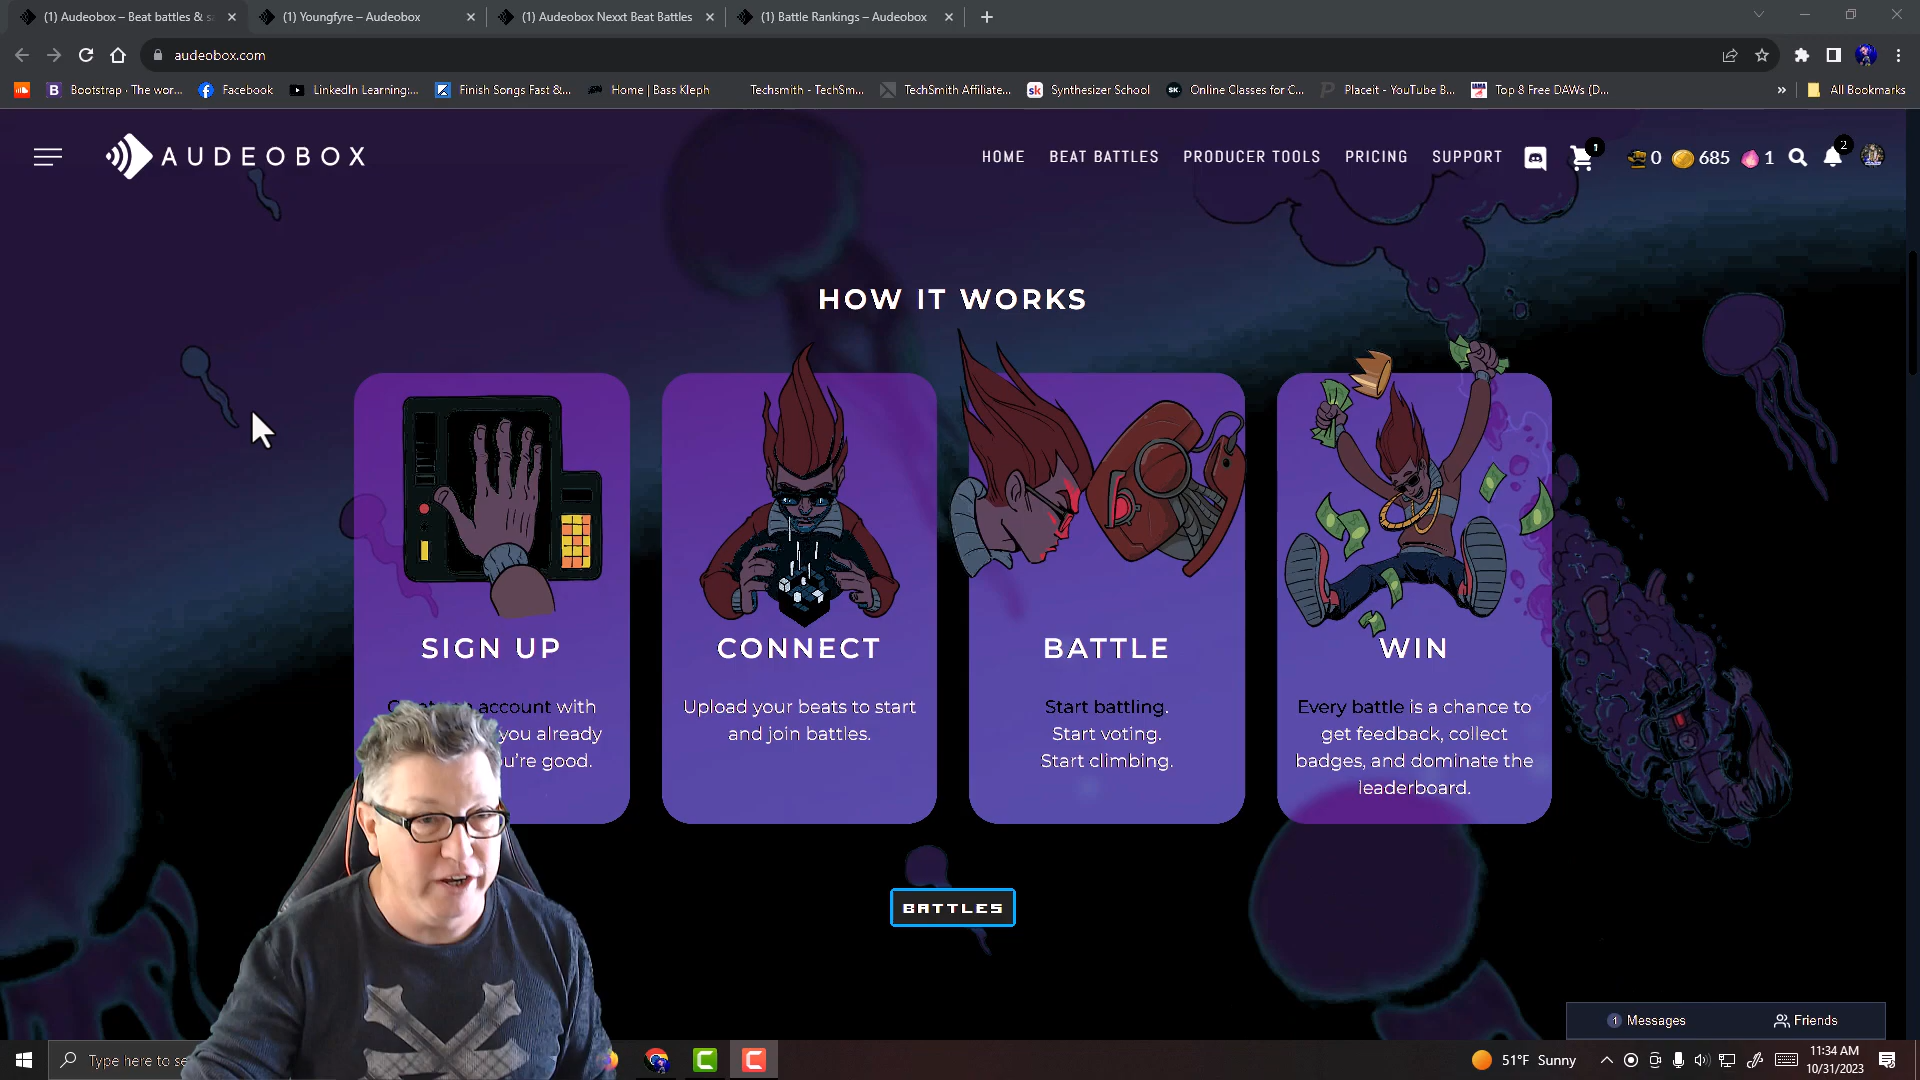 (1) Audeobox – Beat battles & sa
(1) Youngfyre – Audeobox
(1) Audeobox Nexxt Beat Battles
(1) Battle Rankings – Audeobox
audeobox.com
Bootstrap · The wor...
Facebook
LinkedIn Learning:...
Finish Songs Fast &...
Home | Bass Kleph
Techsmith - TechSm...
TechSmith Affiliate...
Synthesizer School
Online Classes for C...
Placeit - YouTube B...
Top 8 Free DAWs (D...
All Bookmarks
AUDEOBOX
HOME
BEAT BATTLES
PRODUCER TOOLS
PRICING
SUPPORT
1
0
685
1
2
HOW IT WORKS
SIGN UP
account with
you already
u're good.
CONNECT
Upload your beats to start
and join battles.
BATTLE
Start battling.
Start voting.
Start climbing.
WIN
Every battle is a chance to
get feedback, collect
badges, and dominate the
leaderboard.
BATTLES
1 Messages
Friends
Type here to se
51°F Sunny
11:34 AM
10/31/2023